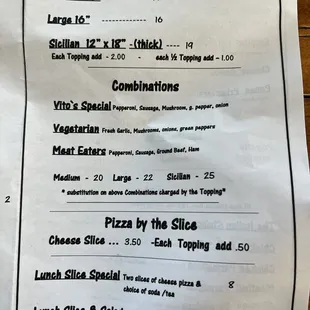 Large 16" ------------ 16
Sicilian 12" x 18" -(thick) ---- 19
Each Topping add - 2.00 - each ½ Topping add -1.00
Combinations
Vito's Special Pepperoni, Sausage, Mushroom, g. pepper, onion
Vegetarian Fresh Garlic, Mushrooms, onions, green peppers
Meat Eaters Pepperoni, Sausage, Ground Beef, Ham
Medium - 20 Large - 22 Sicilian - 25
* substitution on above Combinations charged by the Topping*
2
Pizza by the Slice
Cheese Slice ... 3.50 -Each Topping add .50
Lunch Slice Special Two slices of cheese pizza & 8
choice of soda /tea
Lunch Slice &